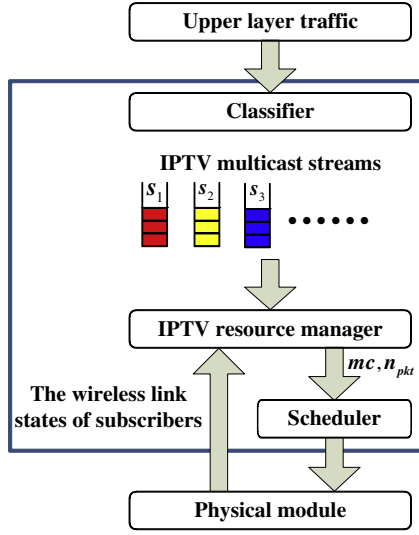 Upper layer traffic
Classifier
IPTV multicast streams
s1 s2 s3 ......
IPTV resource manager
mc, n_pkt
The wireless link
states of subscribers
Scheduler
Physical module